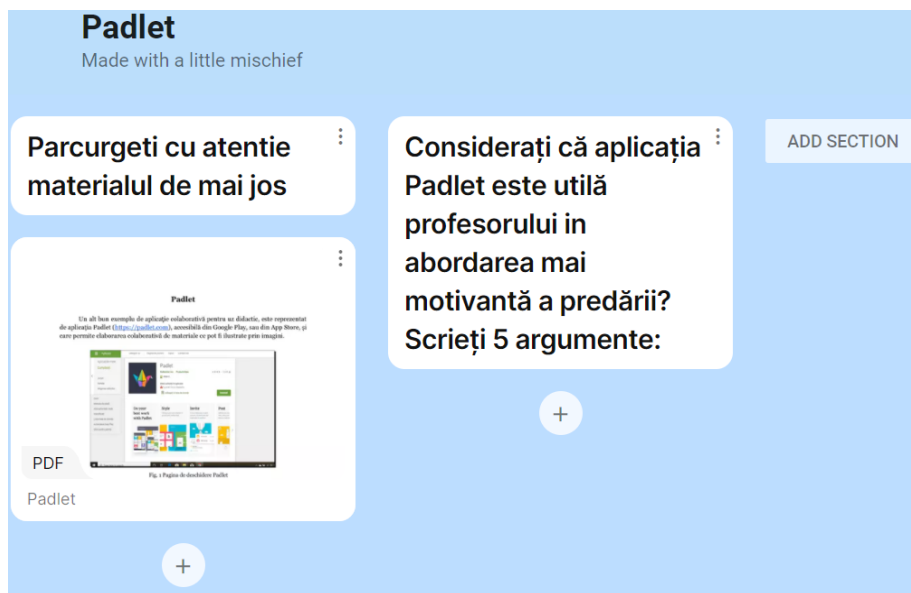 Padlet
Made with a little mischief
Parcurgeti cu atentie
materialul de mai jos
Padlet
Un alt bun exemplu de aplicație colaborativă pentru uz didactic, este reprezentat
de aplicația Padlet (https://padlet.com), accesibilă din Google Play, sau din App Store, și
care permite elaborarea colaborativă de materiale ce pot fi ilustrate prin imagini.
Padlet
Fig. 1 Pagina de deschidere Padlet
PDF
Padlet
Considerați că aplicația
Padlet este utilă
profesorului in
abordarea mai
motivantă a predării?
Scrieți 5 argumente:
ADD SECTION